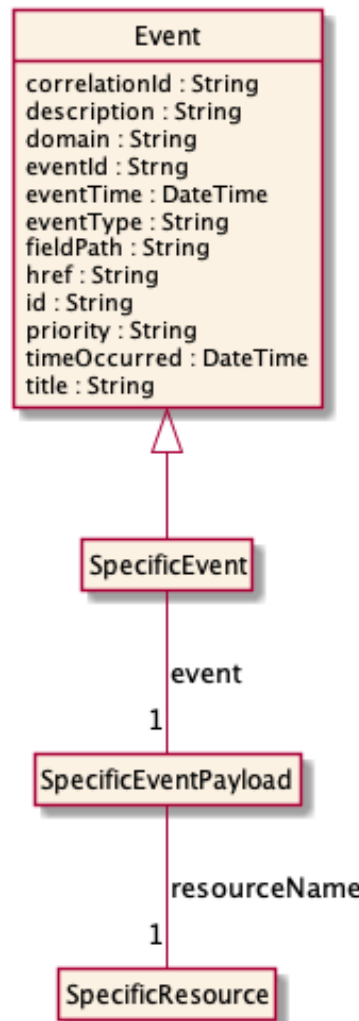 Event
correlationId : String
description : String
domain : String
eventId : Strng
eventTime : DateTime
eventType : String
fieldPath : String
href : String
id : String
priority : String
timeOccurred : DateTime
title : String
SpecificEvent
event
1
SpecificEventPayload
resourceName
1
SpecificResource